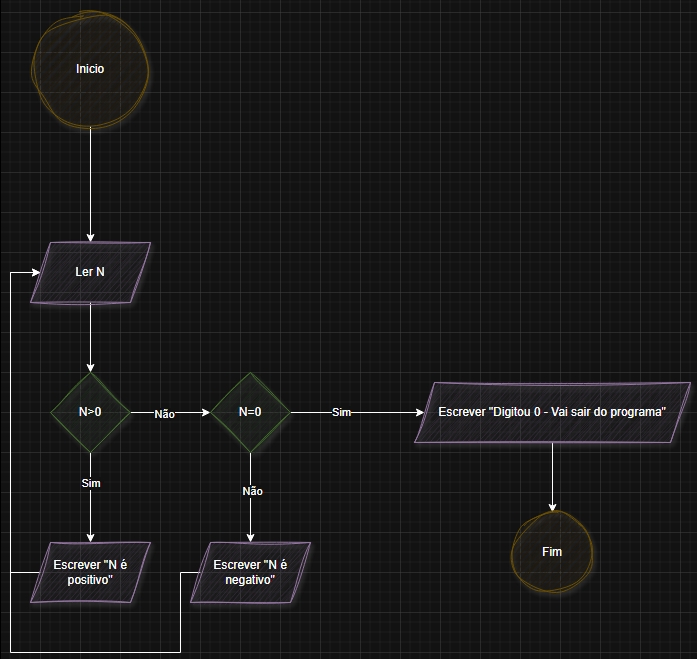 Inicio
Ler N
N>0
Não
N=0
Sim
Escrever "Digitou 0 - Vai sair do programa"
Sim
Não
Escrever "N é
positivo"
Escrever "N é
negativo"
Fim